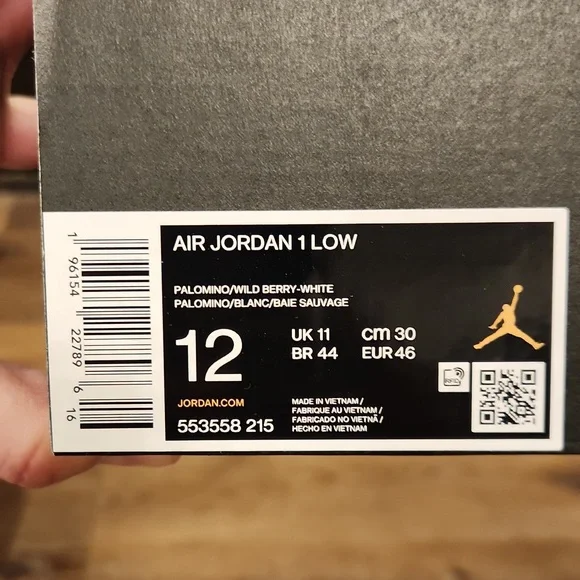 AIR JORDAN 1 LOW
PALOMINO/WILD BERRY-WHITE
PALOMINO/BLANC/BAIE SAUVAGE
12
UK 11 CM 30
BR 44 EUR 46
RFID
JORDAN.COM
553558 215
MADE IN VIETNAM /
FABRIQUE AU VIETNAM /
FABRICADO NO VIETNÃ /
HECHO EN VIETNAM
1 96154 22789 6 16